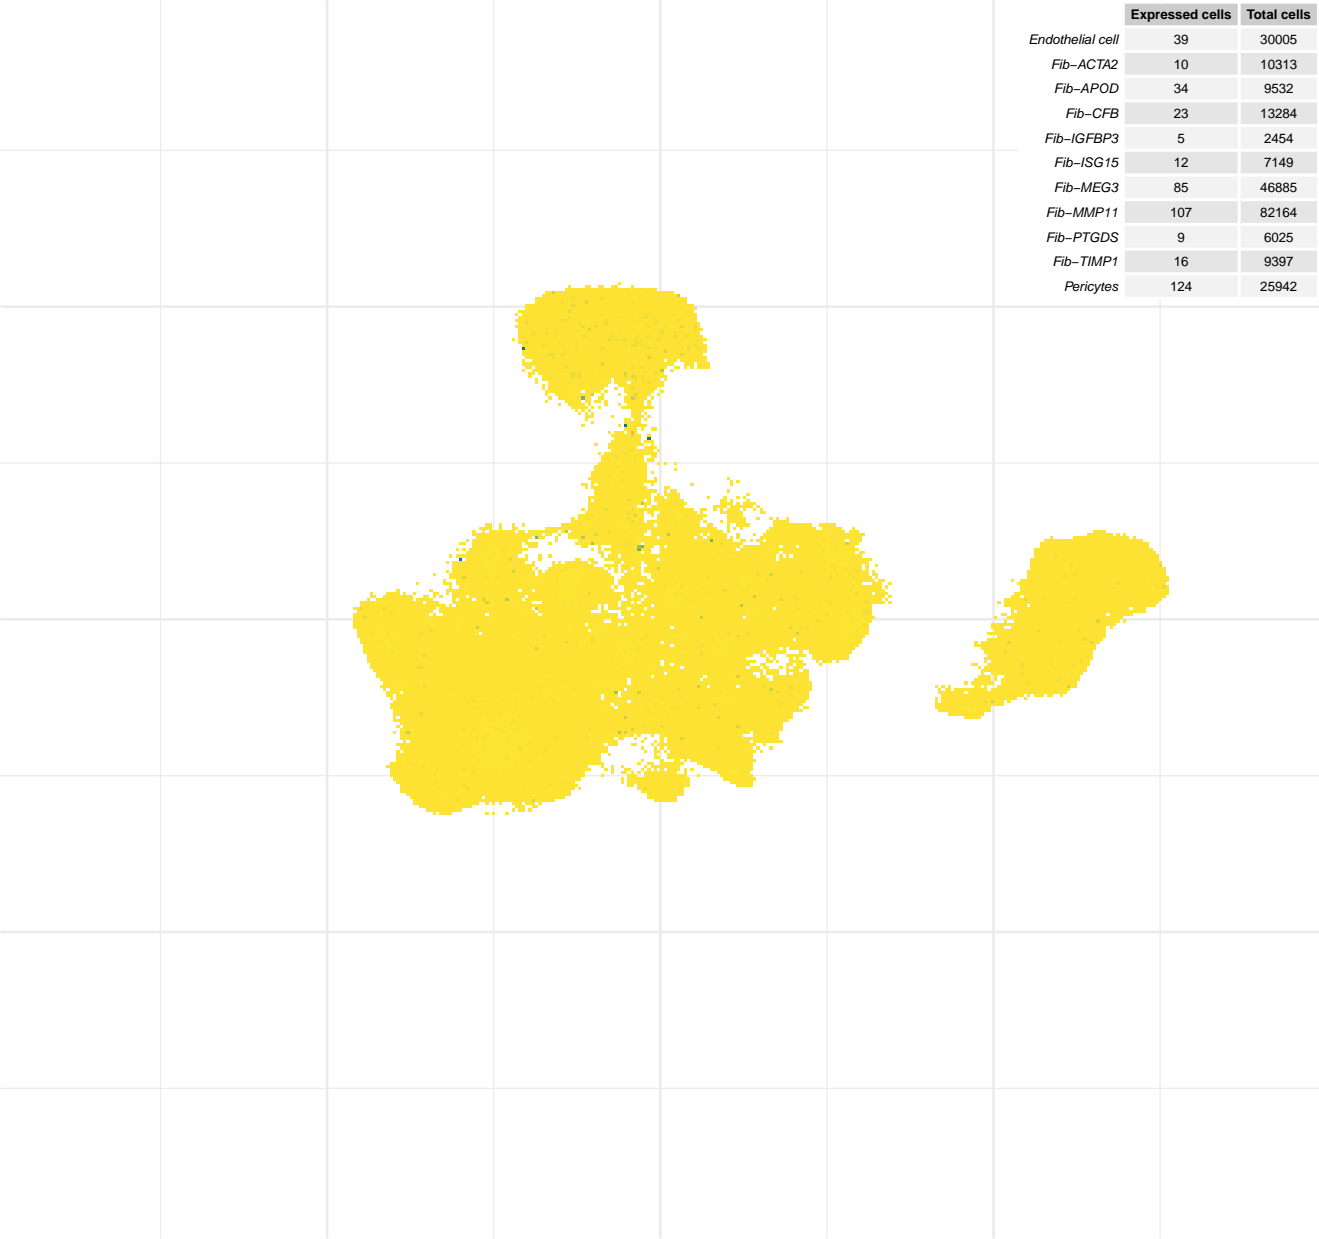 Expressed cells Total cells
Endothelial cell 39 30005
Fib−ACTA2 10 10313
Fib−APOD 34 9532
Fib−CFB 23 13284
Fib−IGFBP3 5 2454
Fib−ISG15 12 7149
Fib−MEG3 85 46885
Fib−MMP11 107 82164
Fib−PTGDS 9 6025
Fib−TIMP1 16 9397
Pericytes 124 25942